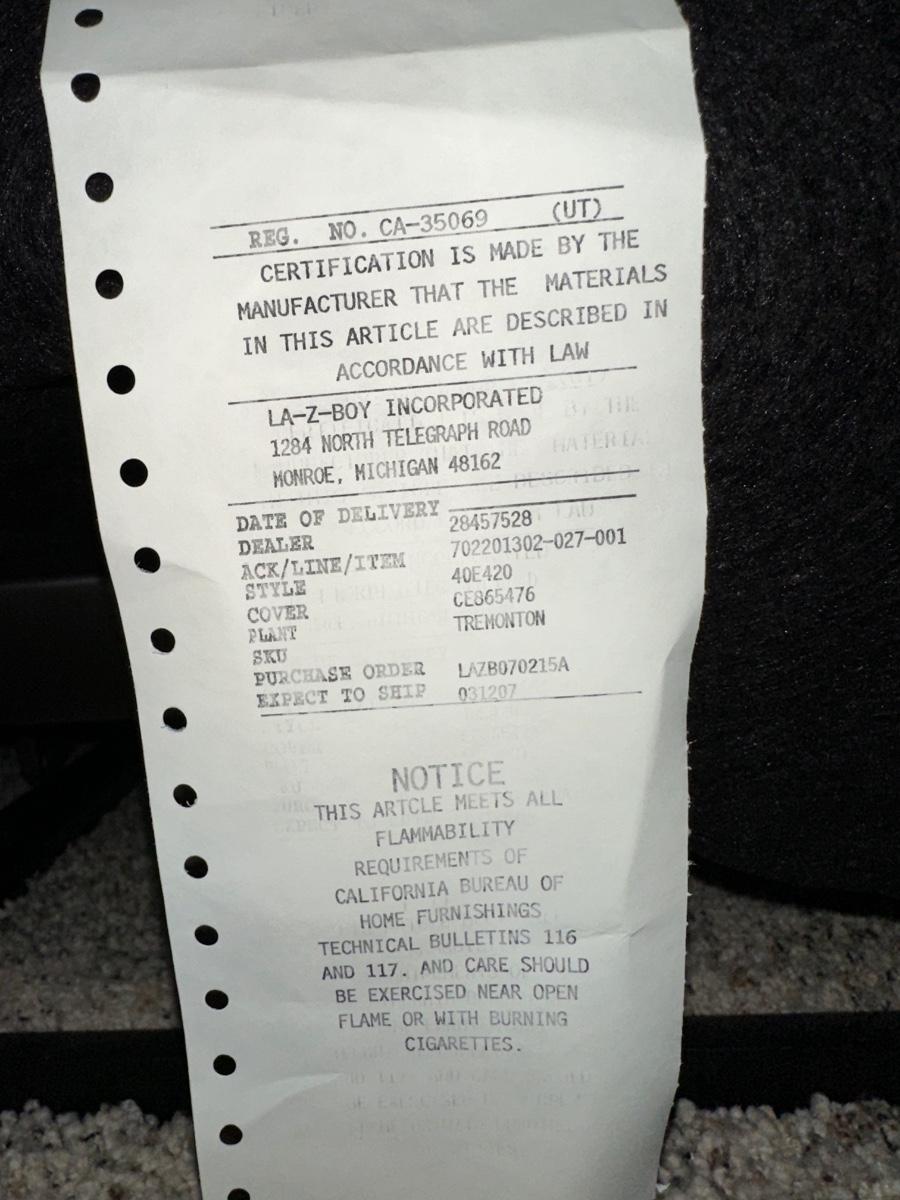 REG. NO. CA-35069 (UT)
CERTIFICATION IS MADE BY THE
MANUFACTURER THAT THE MATERIALS
IN THIS ARTICLE ARE DESCRIBED IN
ACCORDANCE WITH LAW
LA-Z-BOY INCORPORATED
1284 NORTH TELEGRAPH ROAD
MONROE, MICHIGAN 48162
DATE OF DELIVERY
DEALER 28457528
ACK/LINE/ITEM 702201302-027-001
STYLE 40E420
COVER CE865476
PLANT TREMONTON
SKU
PURCHASE ORDER LAZB070215A
EXPECT TO SHIP 031207
NOTICE
THIS ARTCLE MEETS ALL
FLAMMABILITY
REQUIREMENTS OF
CALIFORNIA BUREAU OF
HOME FURNISHINGS
TECHNICAL BULLETINS 116
AND 117. AND CARE SHOULD
BE EXERCISED NEAR OPEN
FLAME OR WITH BURNING
CIGARETTES.